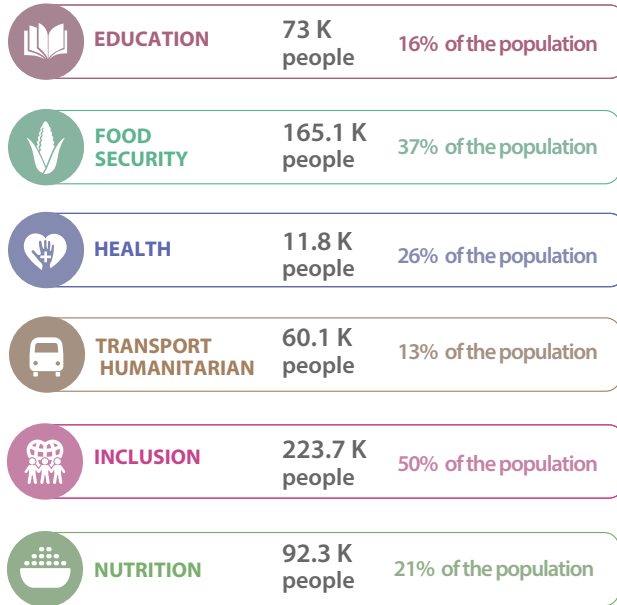 EDUCATION
73 K
people
16% of the population
FOOD
SECURITY
165.1 K
people
37% of the population
HEALTH
11.8 K
people
26% of the population
TRANSPORT
HUMANITARIAN
60.1 K
people
13% of the population
INCLUSION
223.7 K
people
50% of the population
NUTRITION
92.3 K
people
21% of the population